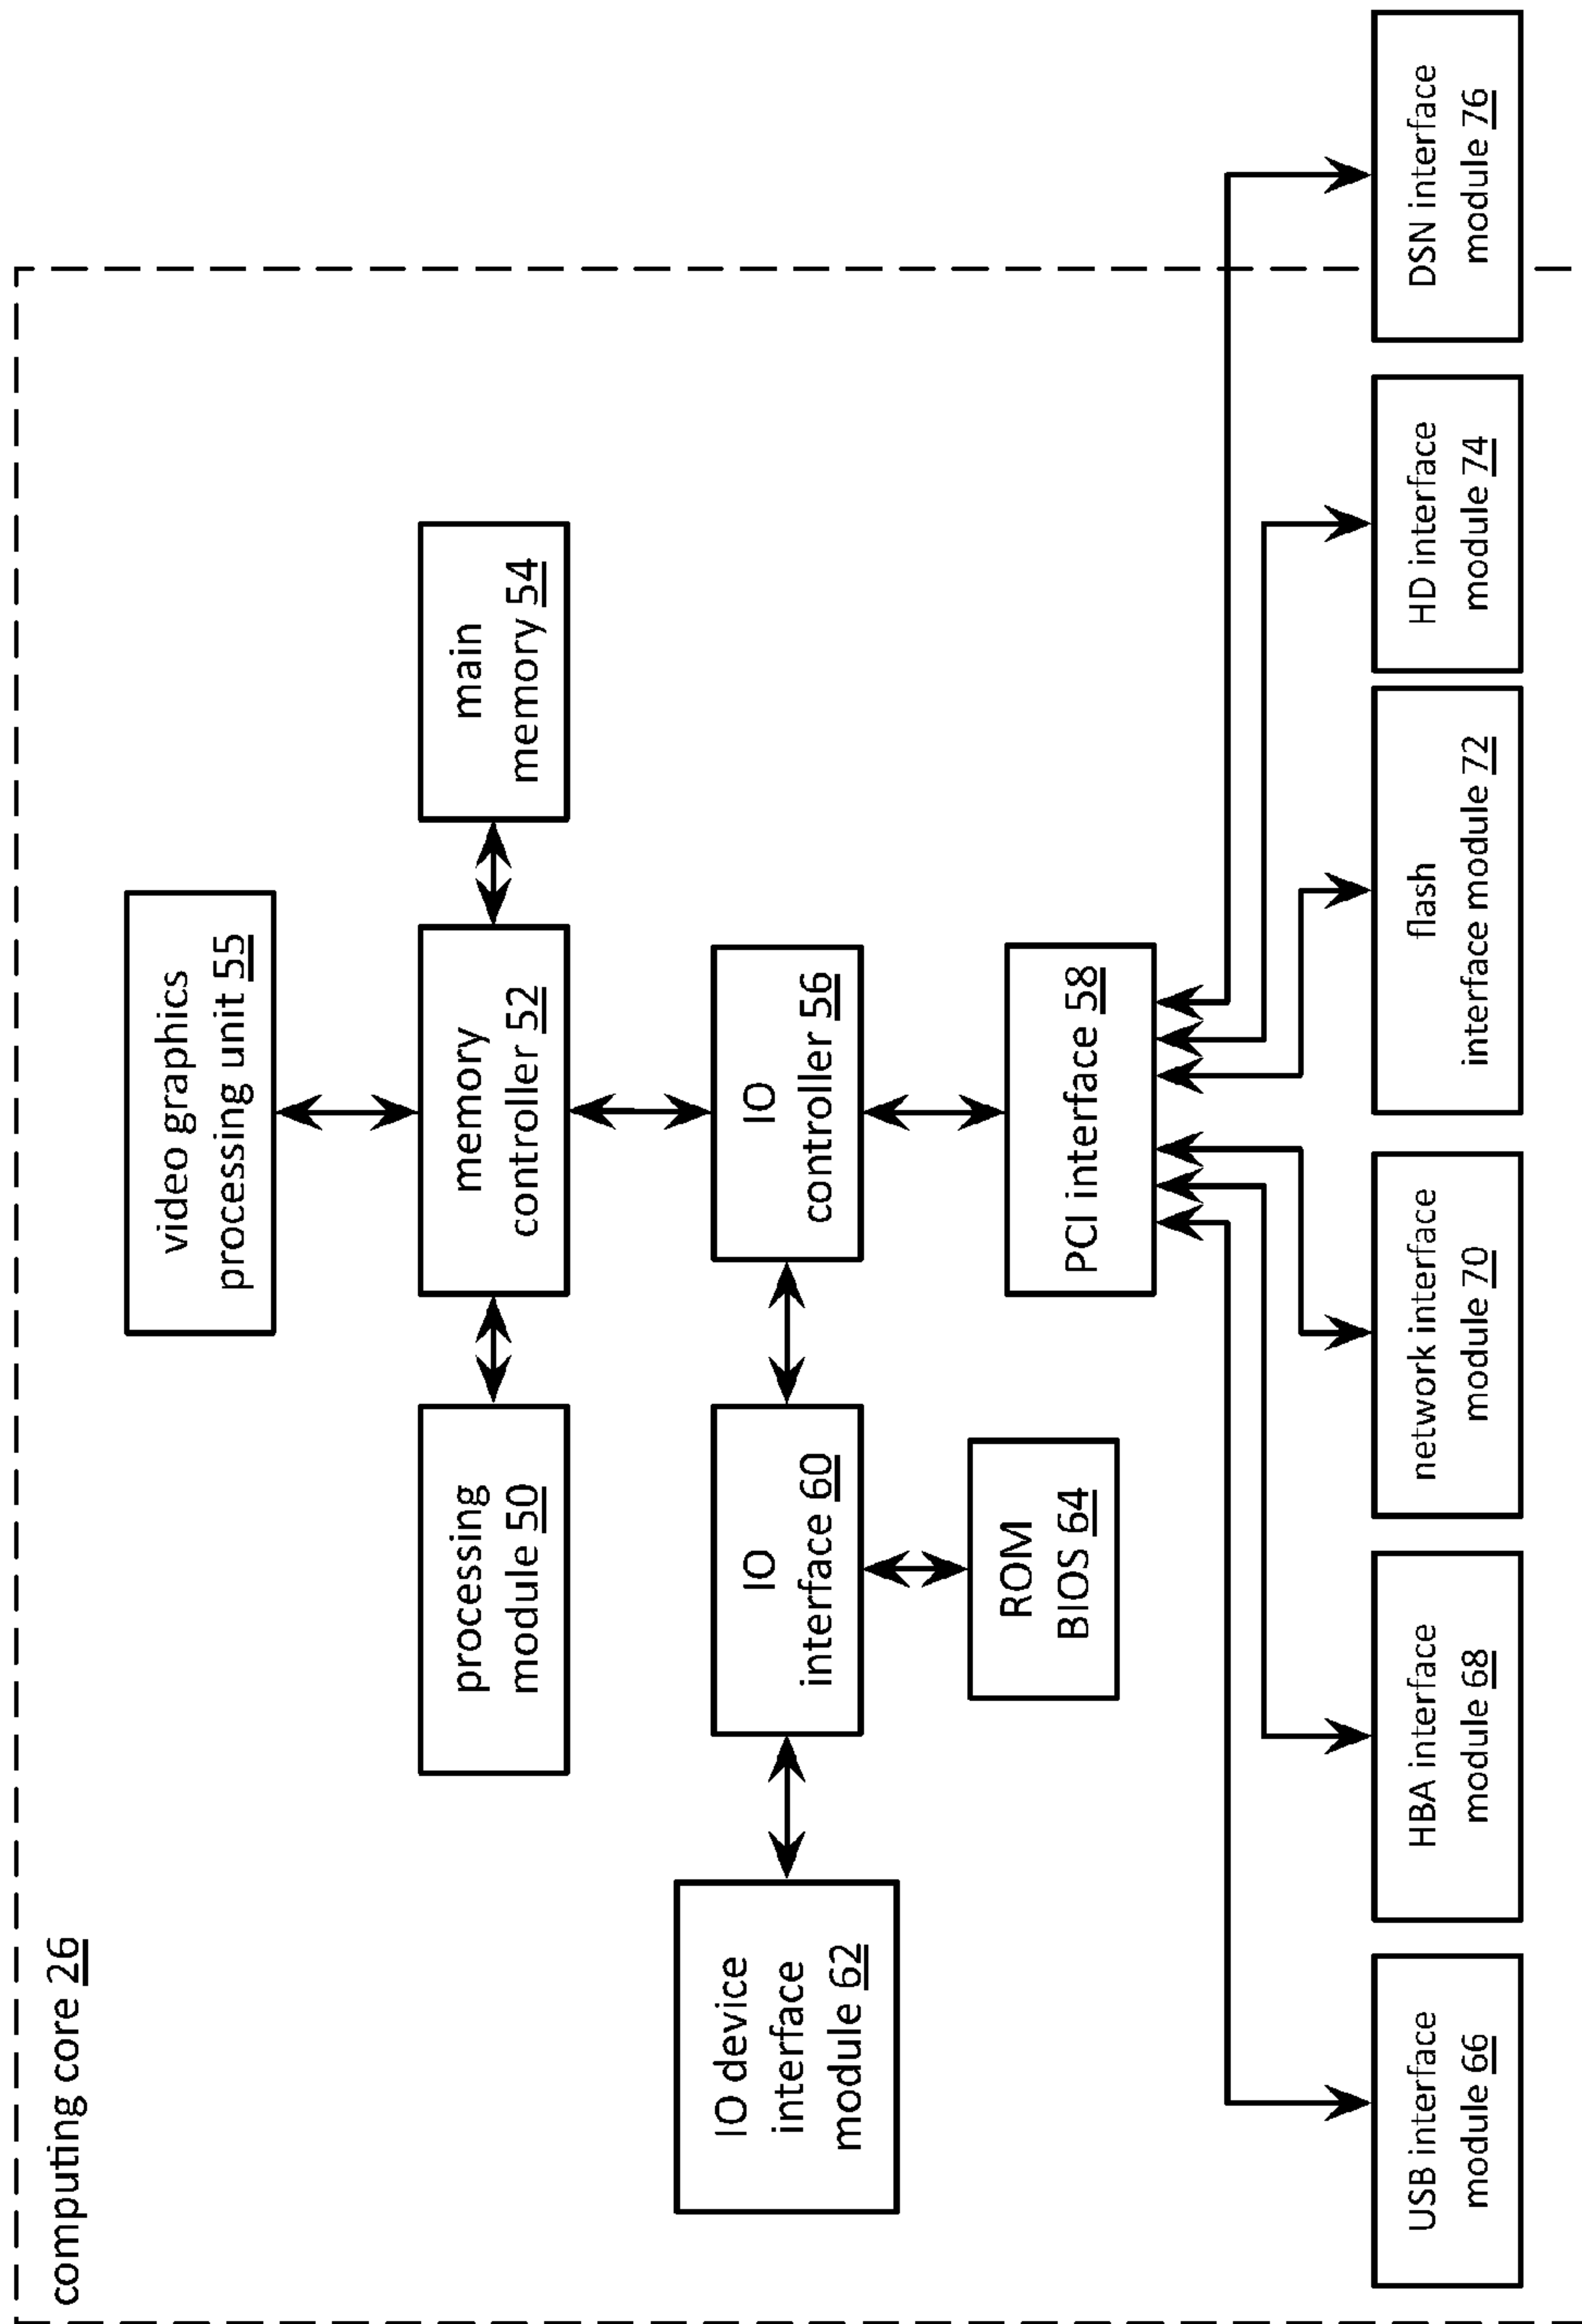 computing core 26
video graphics
processing unit 55
processing
module 50
memory
controller 52
main
memory 54
IO device
interface
module 62
IO
interface 60
IO
controller 56
ROM
BIOS 64
PCI interface 58
USB interface
module 66
HBA interface
module 68
network interface
module 70
flash
interface module 72
HD interface
module 74
DSN interface
module 76